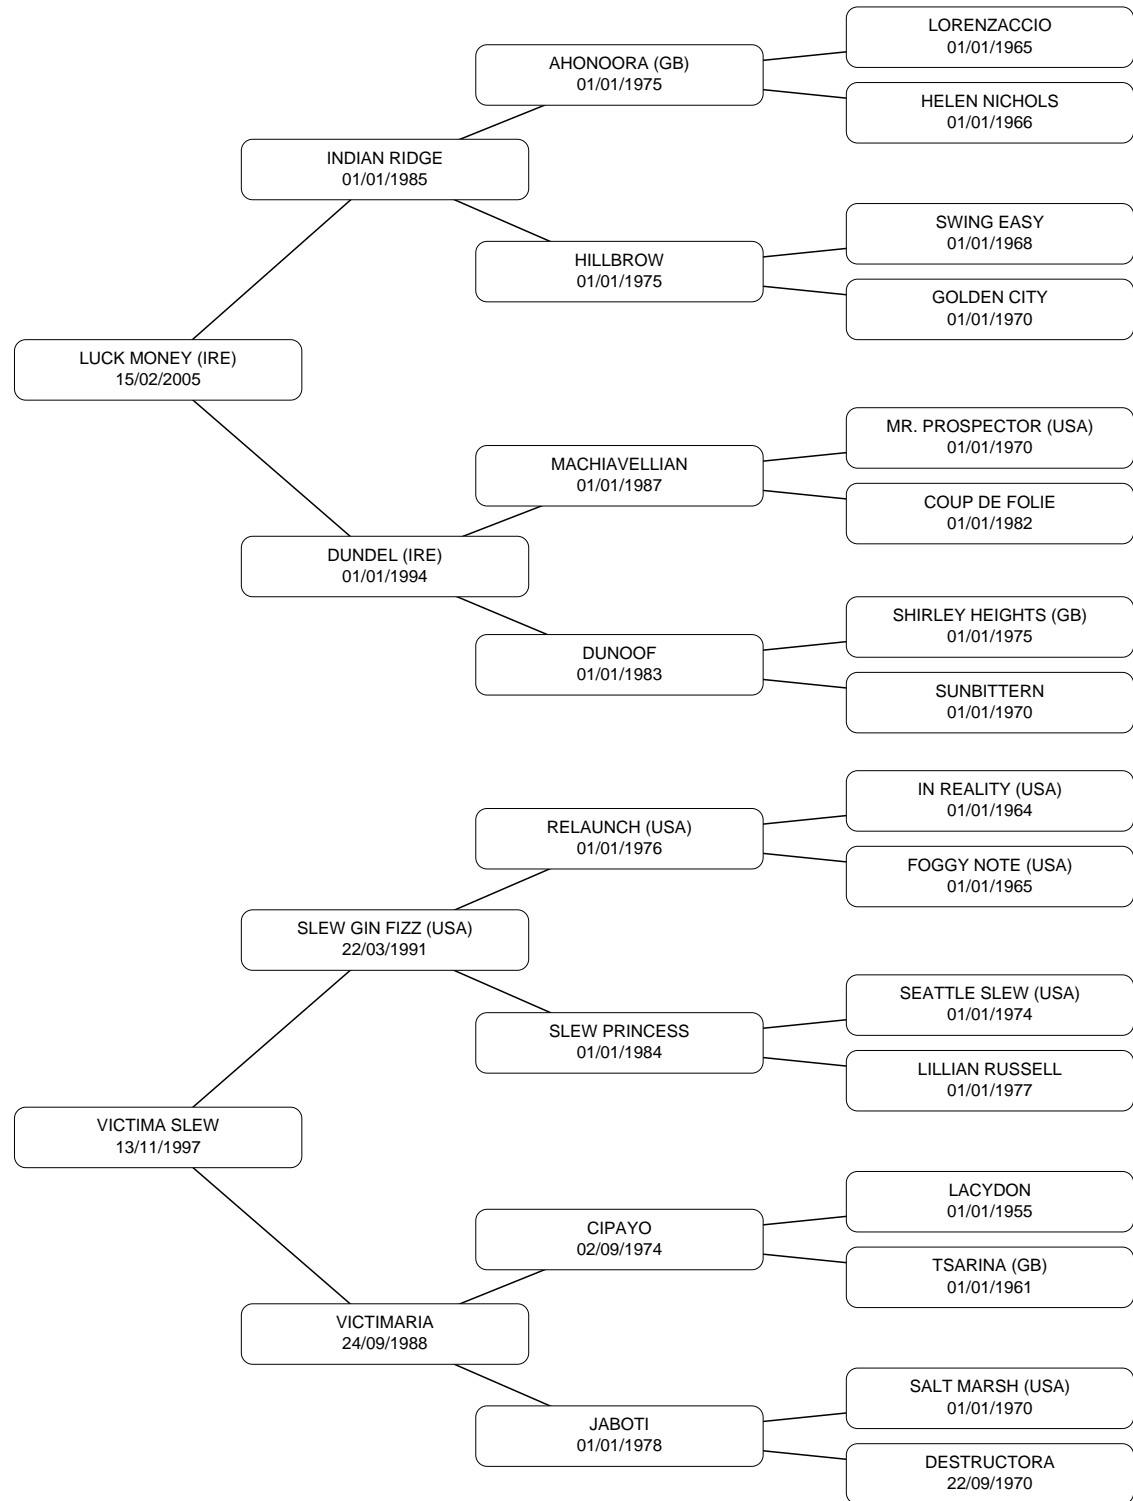 LORENZACCIO
01/01/1965
AHONOORA (GB)
01/01/1975
HELEN NICHOLS
01/01/1966
INDIAN RIDGE
01/01/1985
SWING EASY
01/01/1968
HILLBROW
01/01/1975
GOLDEN CITY
01/01/1970
LUCK MONEY (IRE)
15/02/2005
MR. PROSPECTOR (USA)
01/01/1970
MACHIAVELLIAN
01/01/1987
COUP DE FOLIE
01/01/1982
DUNDEL (IRE)
01/01/1994
SHIRLEY HEIGHTS (GB)
01/01/1975
DUNOOF
01/01/1983
SUNBITTERN
01/01/1970
IN REALITY (USA)
01/01/1964
RELAUNCH (USA)
01/01/1976
FOGGY NOTE (USA)
01/01/1965
SLEW GIN FIZZ (USA)
22/03/1991
SEATTLE SLEW (USA)
01/01/1974
SLEW PRINCESS
01/01/1984
LILLIAN RUSSELL
01/01/1977
VICTIMA SLEW
13/11/1997
LACYDON
01/01/1955
CIPAYO
02/09/1974
TSARINA (GB)
01/01/1961
VICTIMARIA
24/09/1988
SALT MARSH (USA)
01/01/1970
JABOTI
01/01/1978
DESTRUCTORA
22/09/1970